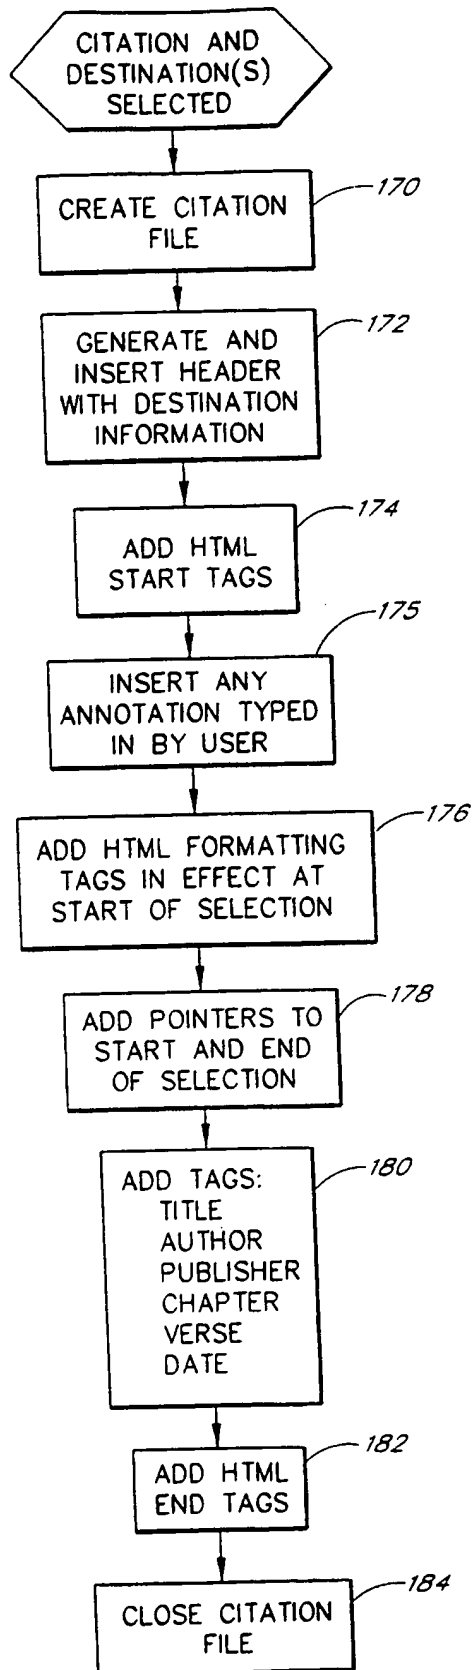 CITATION AND
DESTINATION(S)
SELECTED
170
CREATE CITATION
FILE
172
GENERATE AND
INSERT HEADER
WITH DESTINATION
INFORMATION
174
ADD HTML
START TAGS
175
INSERT ANY
ANNOTATION TYPED
IN BY USER
176
ADD HTML FORMATTING
TAGS IN EFFECT AT
START OF SELECTION
178
ADD POINTERS TO
START AND END
OF SELECTION
180
ADD TAGS:
TITLE
AUTHOR
PUBLISHER
CHAPTER
VERSE
DATE
182
ADD HTML
END TAGS
184
CLOSE CITATION
FILE